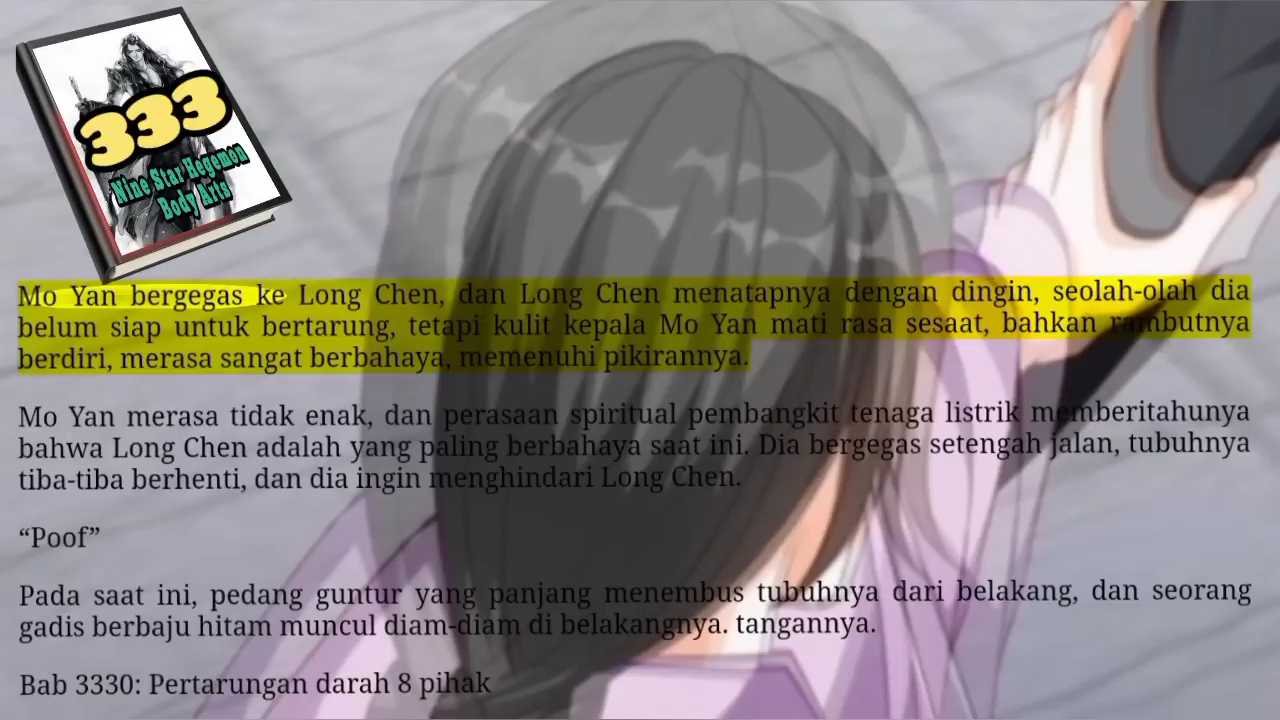 333
Nine Star Hegemon
Body Arts
Mo Yan bergegas ke Long Chen, dan Long Chen menatapnya dengan dingin, seolah-olah dia
belum siap untuk bertarung, tetapi kulit kepala Mo Yan mati rasa sesaat, bahkan rambutnya
berdiri, merasa sangat berbahaya, memenuhi pikirannya.
Mo Yan merasa tidak enak, dan perasaan spiritual pembangkit tenaga listrik memberitahunya
bahwa Long Chen adalah yang paling berbahaya saat ini. Dia bergegas setengah jalan, tubuhnya
tiba-tiba berhenti, dan dia ingin menghindari Long Chen.
“Poof”
Pada saat ini, pedang guntur yang panjang menembus tubuhnya dari belakang, dan seorang
gadis berbaju hitam muncul diam-diam di belakangnya. tangannya.
Bab 3330: Pertarungan darah 8 pihak